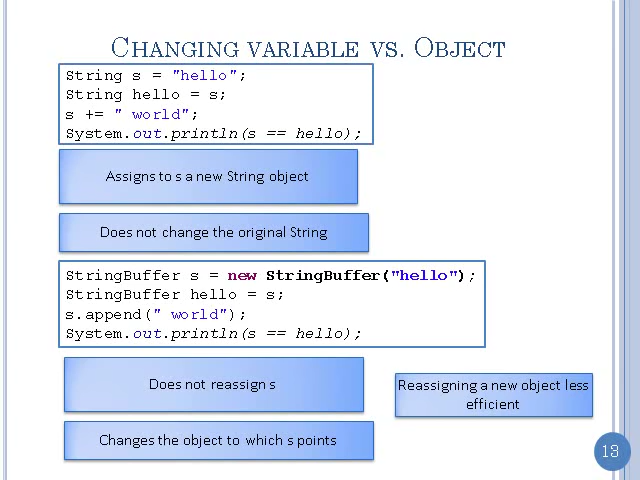 CHANGING VARIABLE VS. OBJECT
String s = "hello";
String hello = s;
s += " world";
System.out.println(s == hello);
Assigns to s a new String object
Does not change the original String
StringBuffer s = new StringBuffer("hello");
StringBuffer hello = s;
s.append(" world");
System.out.println(s == hello);
Does not reassign s
Reassigning a new object less
efficient
Changes the object to which s points
13